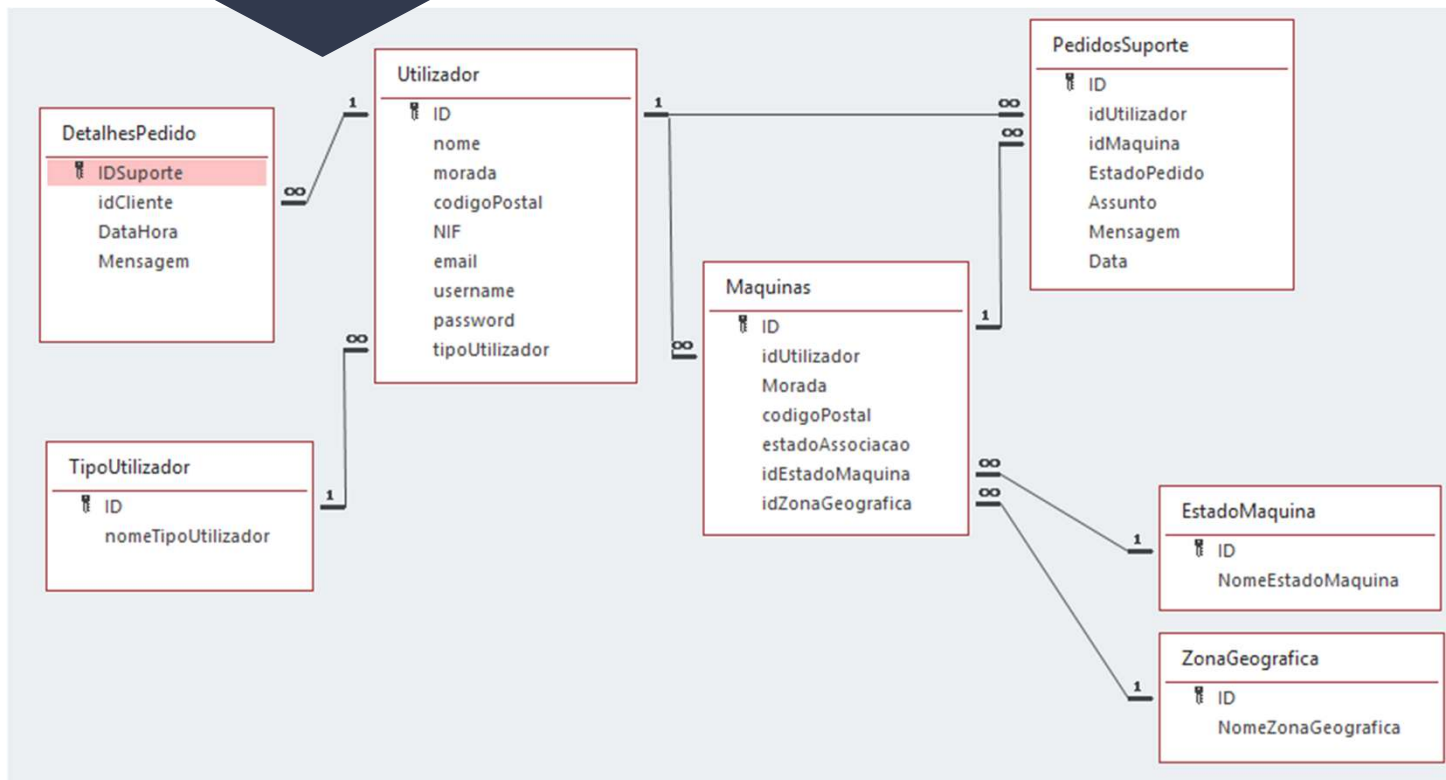 DetalhesPedido
IDSuporte
idCliente
DataHora
Mensagem
1
∞
Utilizador
ID
nome
morada
codigoPostal
NIF
email
username
password
tipoUtilizador
1
∞
TipoUtilizador
ID
nomeTipoUtilizador
1
∞
Maquinas
ID
idUtilizador
Morada
codigoPostal
estadoAssociacao
idEstadoMaquina
idZonaGeografica
1
∞
∞
PedidosSuporte
ID
idUtilizador
idMaquina
EstadoPedido
Assunto
Mensagem
Data
∞
∞
EstadoMaquina
ID
NomeEstadoMaquina
1
ZonaGeografica
ID
NomeZonaGeografica
1